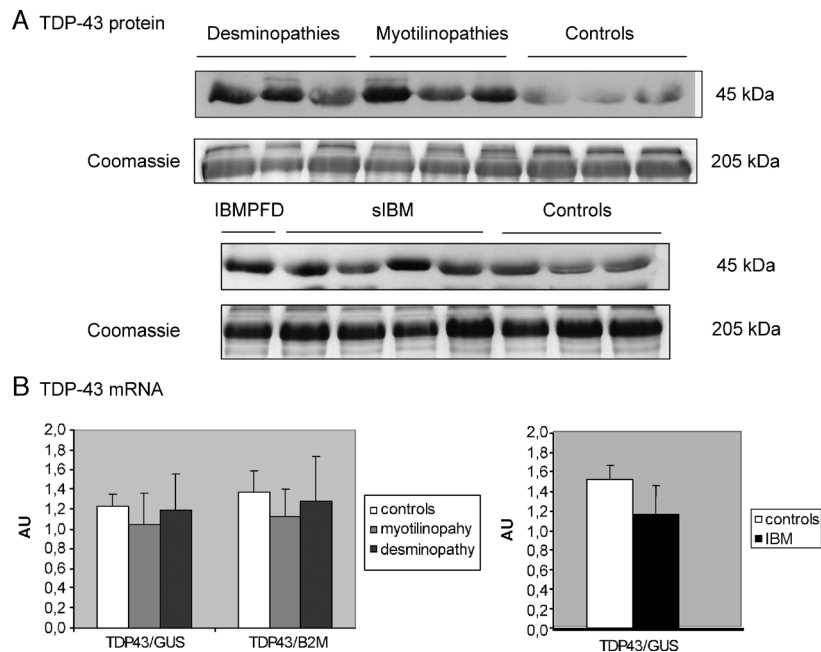 A TDP-43 protein
Desminopathies Myotilinopathies Controls
45 kDa
Coomassie 205 kDa
IBMPFD sIBM Controls
45 kDa
Coomassie 205 kDa
B TDP-43 mRNA
2,0
1,8
1,6
1,4
1,2
1,0
0,8
0,6
0,4
0,2
0,0
AU
TDP43/GUS TDP43/B2M
controls
myotilinopahy
desminopathy
2,0
1,8
1,6
1,4
1,2
1,0
0,8
0,6
0,4
0,2
0,0
AU
TDP43/GUS
controls
IBM